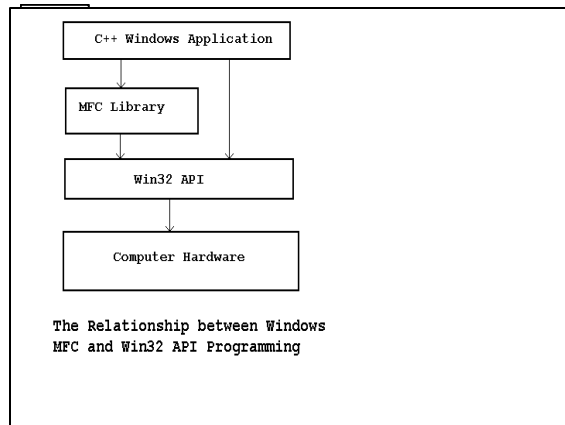 C++ Windows Application
MFC Library
Win32 API
Computer Hardware
The Relationship between Windows
MFC and Win32 API Programming